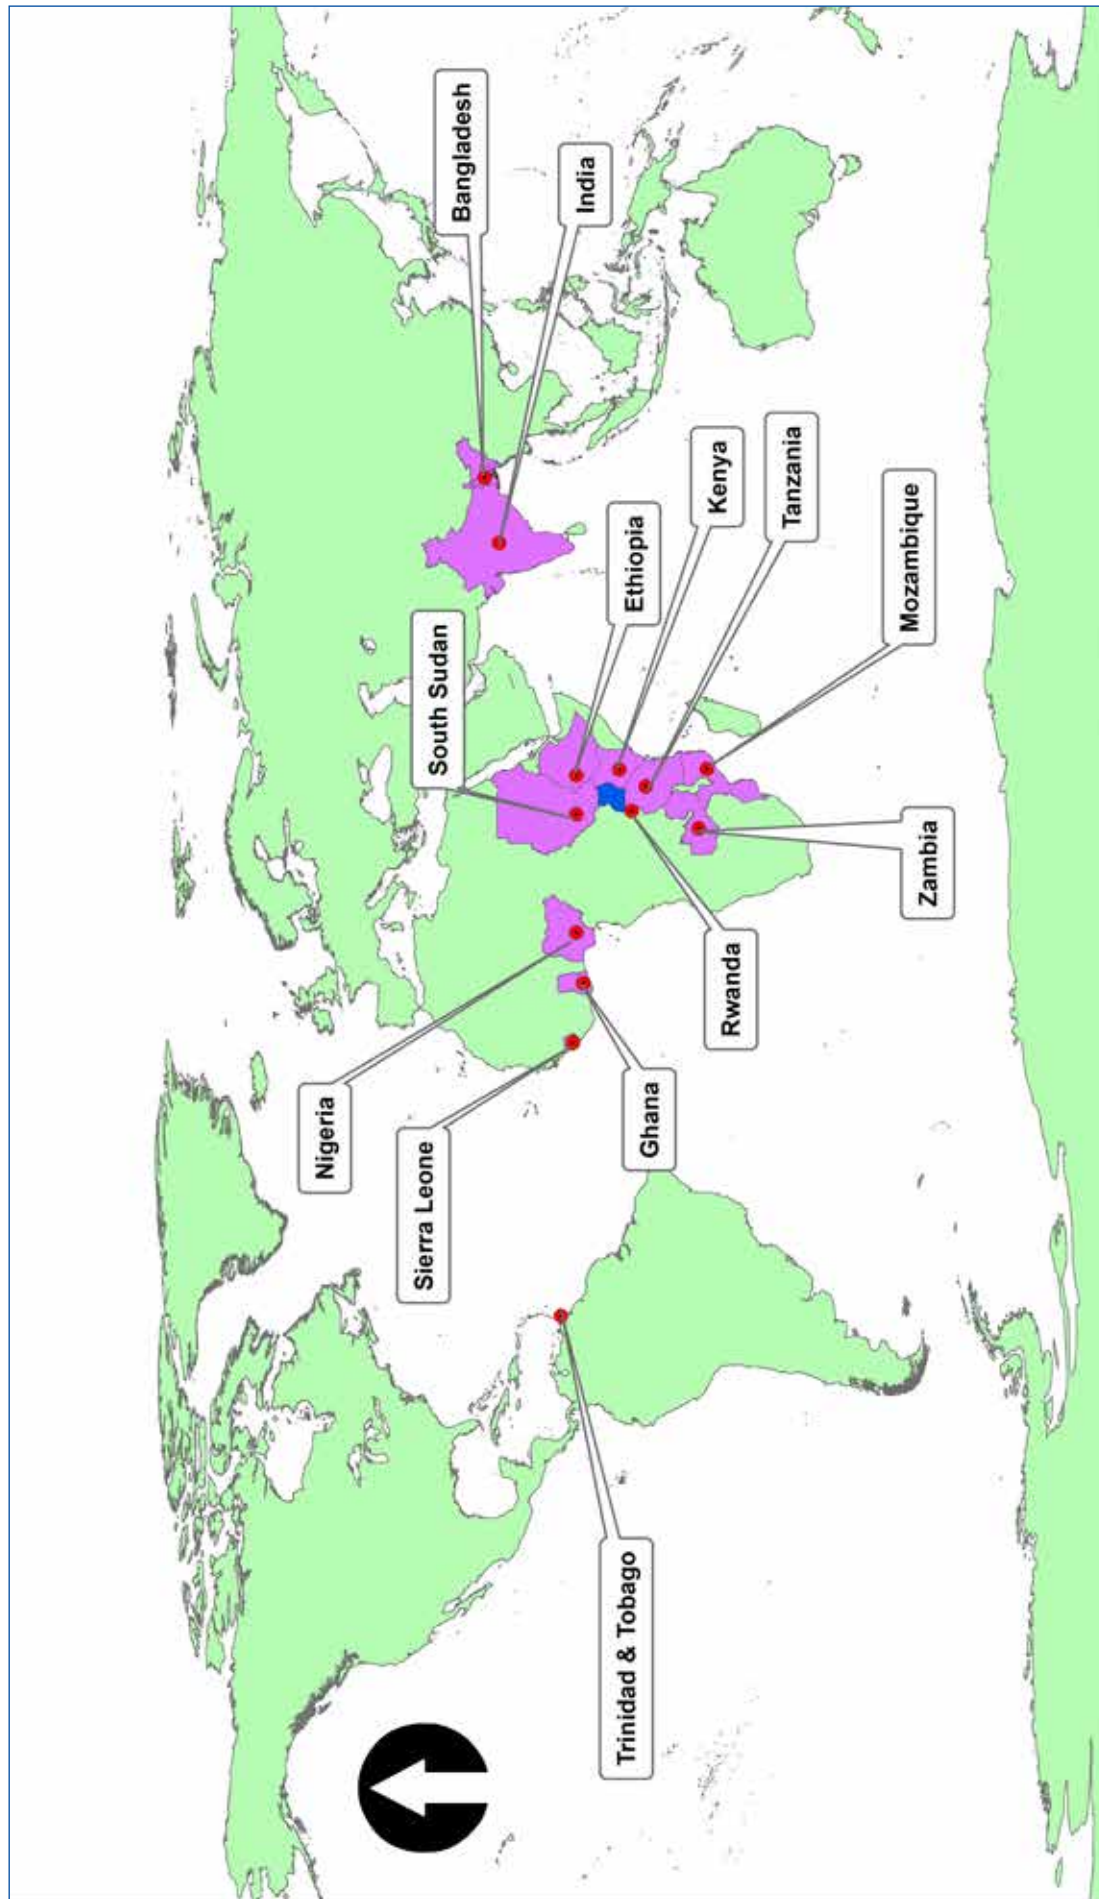 Bangladesh
India
South Sudan
Ethiopia
Kenya
Tanzania
Mozambique
Nigeria
Sierra Leone
Ghana
Rwanda
Zambia
Trinidad & Tobago